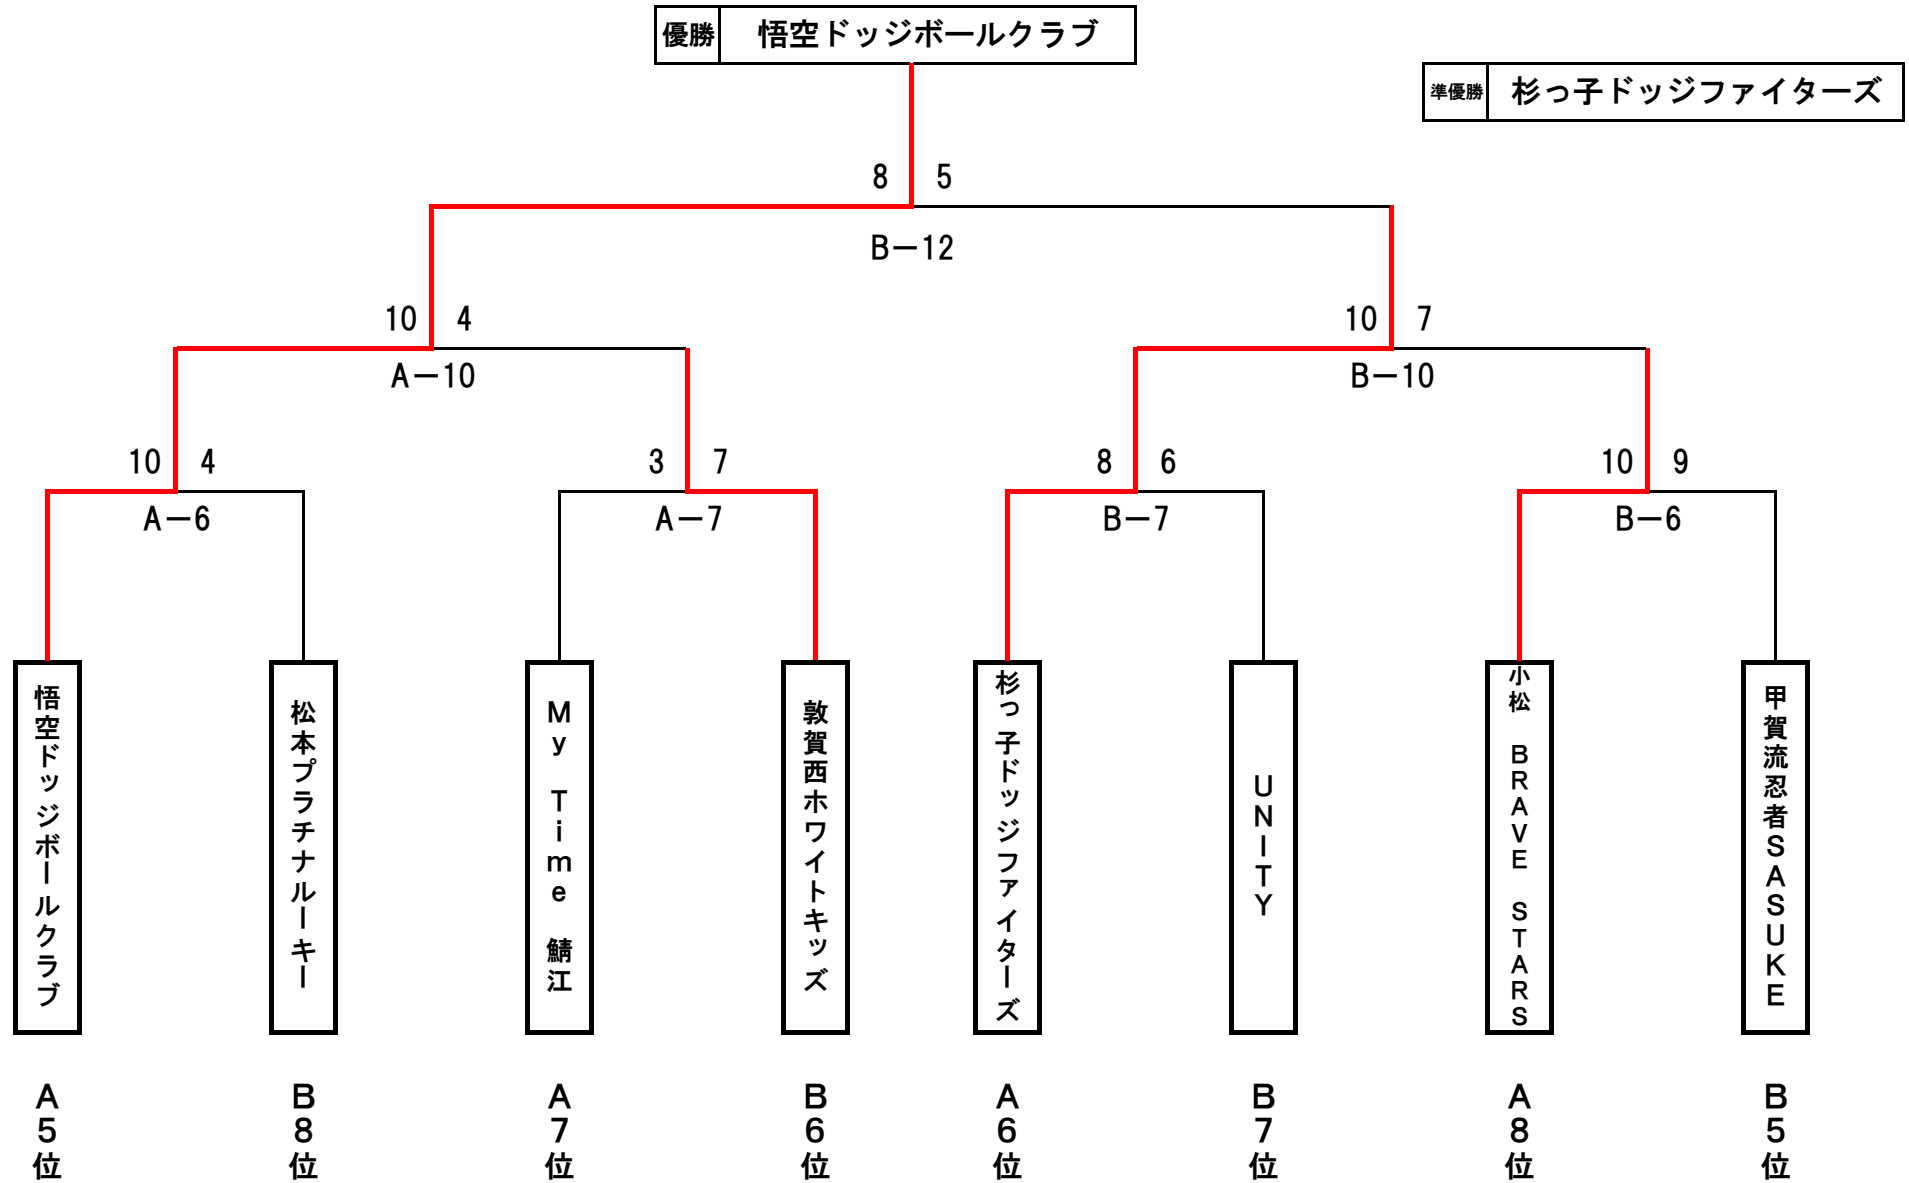 優勝 悟空ドッジボールクラブ
準優勝 杉っ子ドッジファイターズ
8 5
B－12
10 4
10 7
A－10
B－10
10 4
3 7
8 6
10 9
A－6
A－7
B－7
B－6
悟空ドッジボールクラブ
松本プラチナルーキー
My Time 鯖江
敦賀西ホワイトキッズ
杉っ子ドッジファイターズ
UNITY
小松 BRAVE STARS
甲賀流忍者SASUKE
A5位
B8位
A7位
B6位
A6位
B7位
A8位
B5位